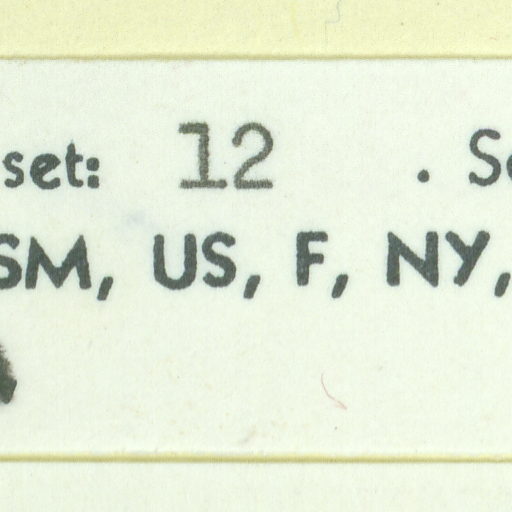 set: 12 . S
SM, US, F, NY,